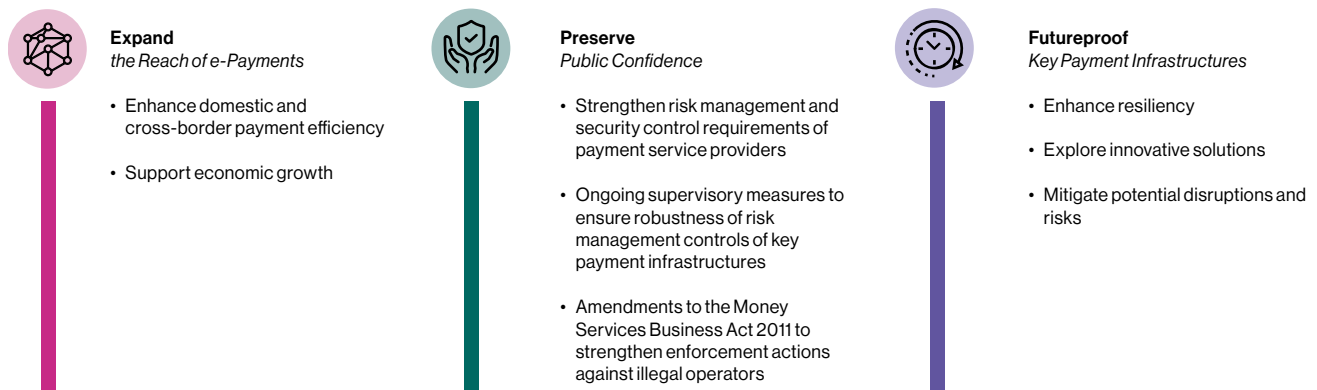 Expand
the Reach of e-Payments
• Enhance domestic and
cross-border payment efficiency
• Support economic growth
Preserve
Public Confidence
• Strengthen risk management and
security control requirements of
payment service providers
• Ongoing supervisory measures to
ensure robustness of risk
management controls of key
payment infrastructures
• Amendments to the Money
Services Business Act 2011 to
strengthen enforcement actions
against illegal operators
Futureproof
Key Payment Infrastructures
• Enhance resiliency
• Explore innovative solutions
• Mitigate potential disruptions and
risks